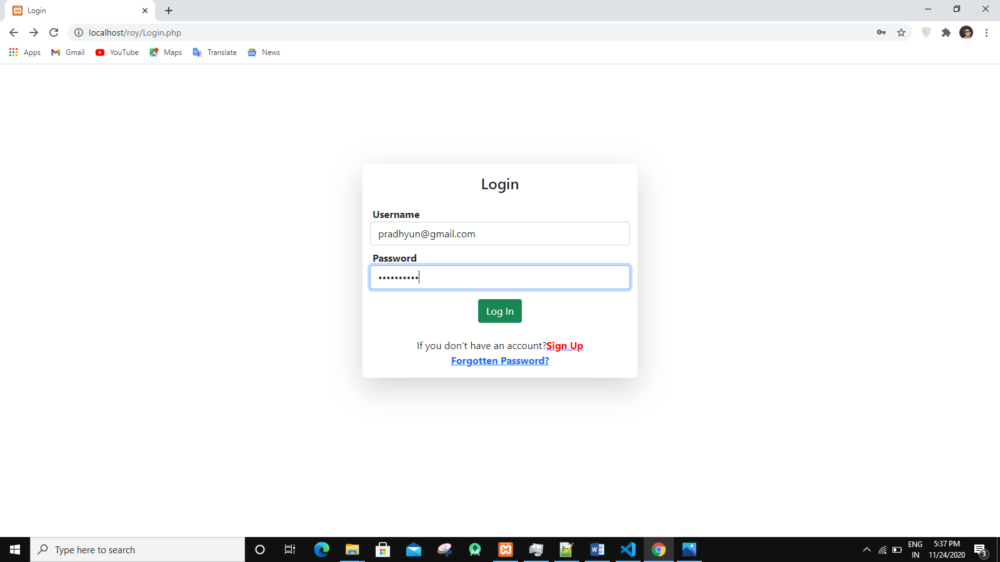 Login
localhost/roy/Login.php
Apps Gmail YouTube Maps Translate News
Login
Username
pradhyun@gmail.com
Password
••••••••••
Log In
If you don't have an account?Sign Up
Forgotten Password?
Type here to search
ENG
IN
5:37 PM
11/24/2020
3